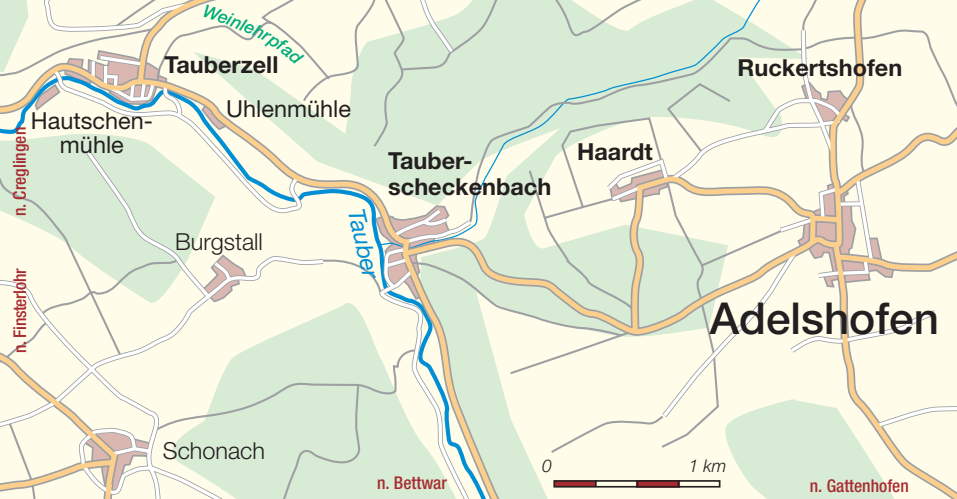 Weinlehrpfad
Tauberzell
Ruckertshofen
Uhlenmühle
Hautschen-
mühle
n. Creglingen
Tauber-
scheckenbach
Haardt
Tauber
Burgstall
n. Finsterlohr
Adelshofen
Schonach
0 1 km
n. Bettwar
n. Gattenhofen